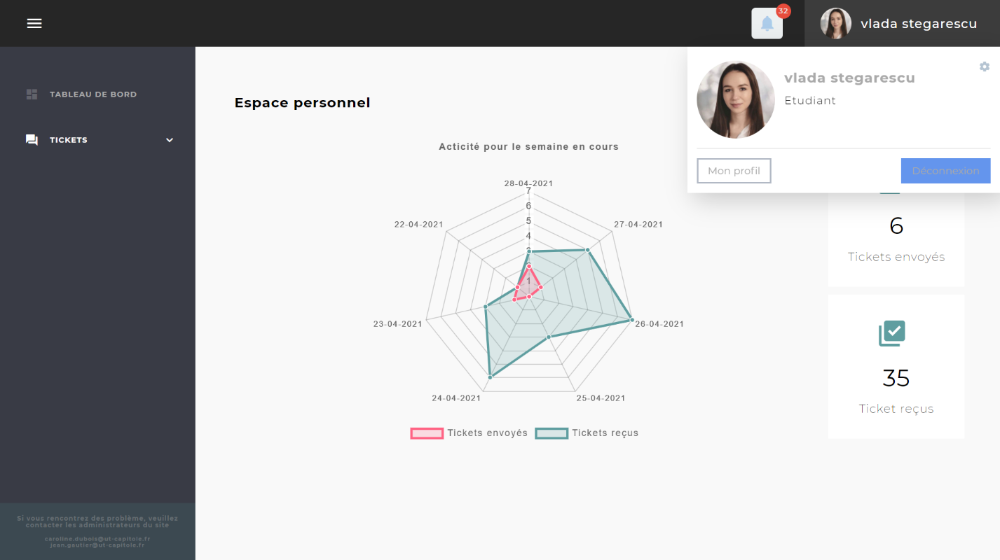 32
vlada stegarescu
vlada stegarescu
Etudiant
Mon profil
Déconnexion
TABLEAU DE BORD
TICKETS
Espace personnel
Acticité pour le semaine en cours
28-04-2021
7
6
5
4
3
1
22-04-2021
27-04-2021
23-04-2021
26-04-2021
24-04-2021
25-04-2021
Tickets envoyés
Tickets reçus
6
Tickets envoyés
35
Ticket reçus
Si vous rencontrez des problème, veuillez
contacter les administrateurs du site
caroline.dubois@ut-capitole.fr
jean.gautier@ut-capitole.fr